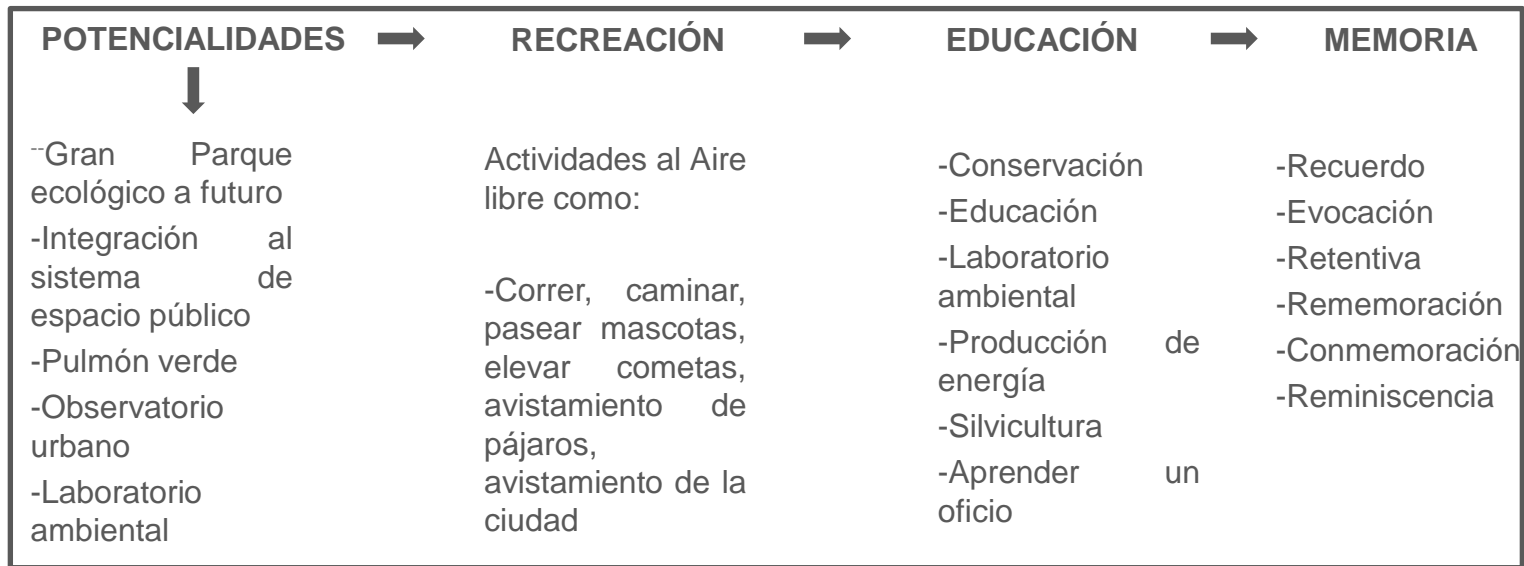 POTENCIALIDADES
RECREACIÓN
EDUCACIÓN
MEMORIA
--Gran Parque
ecológico a futuro
-Integración al
sistema de
espacio público
-Pulmón verde
-Observatorio
urbano
-Laboratorio
ambiental
Actividades al Aire
libre como:
-Correr, caminar,
pasear mascotas,
elevar cometas,
avistamiento de
pájaros,
avistamiento de la
ciudad
-Conservación
-Educación
-Laboratorio
ambiental
-Producción de
energía
-Silvicultura
-Aprender un
oficio
-Recuerdo
-Evocación
-Retentiva
-Rememoración
-Conmemoración
-Reminiscencia